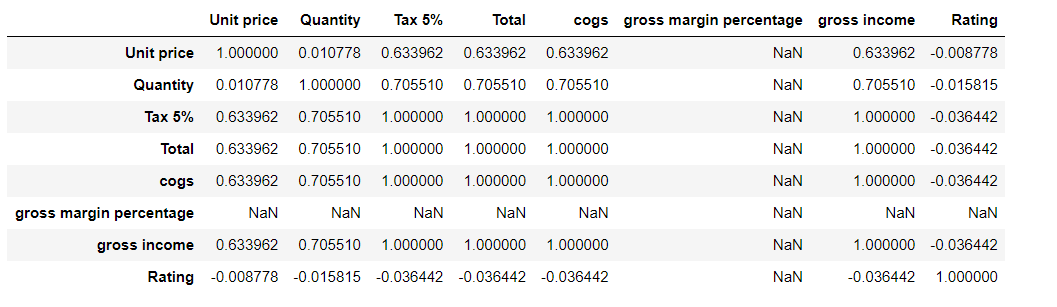 Unit price Quantity Tax 5% Total cogs gross margin percentage gross income Rating
Unit price 1.000000 0.010778 0.633962 0.633962 0.633962 NaN 0.633962 -0.008778
Quantity 0.010778 1.000000 0.705510 0.705510 0.705510 NaN 0.705510 -0.015815
Tax 5% 0.633962 0.705510 1.000000 1.000000 1.000000 NaN 1.000000 -0.036442
Total 0.633962 0.705510 1.000000 1.000000 1.000000 NaN 1.000000 -0.036442
cogs 0.633962 0.705510 1.000000 1.000000 1.000000 NaN 1.000000 -0.036442
gross margin percentage NaN NaN NaN NaN NaN NaN NaN NaN
gross income 0.633962 0.705510 1.000000 1.000000 1.000000 NaN 1.000000 -0.036442
Rating -0.008778 -0.015815 -0.036442 -0.036442 -0.036442 NaN -0.036442 1.000000